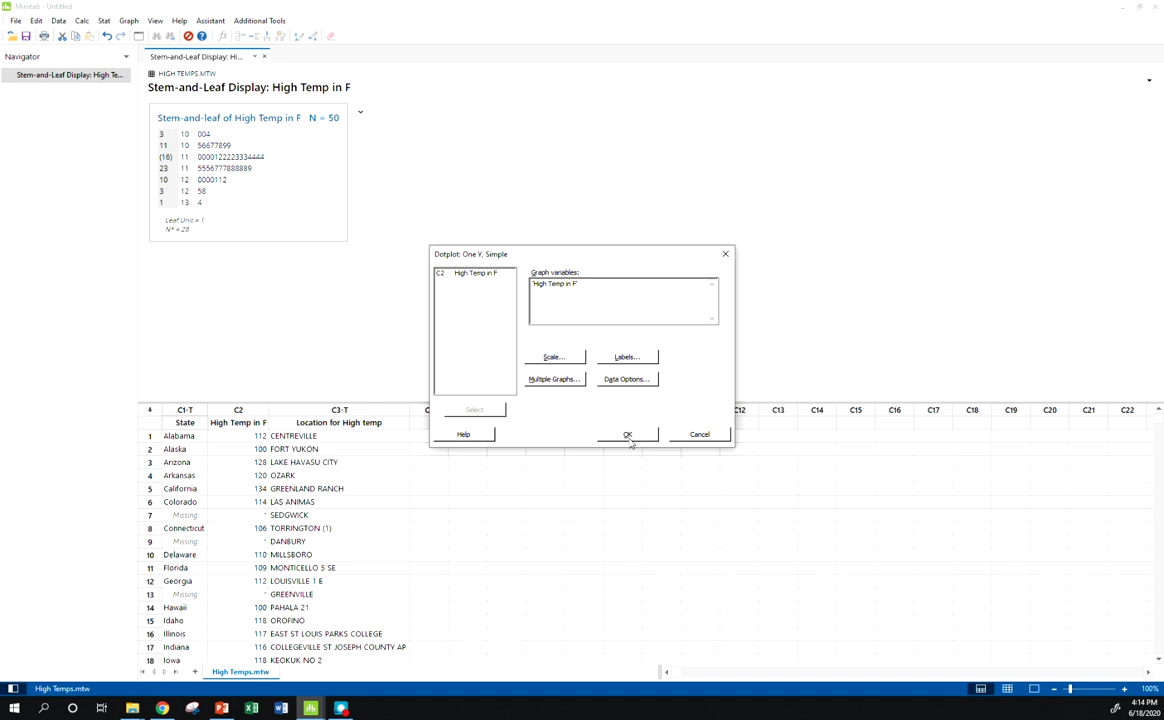 Minitab - Untitled
File Edit Data Calc Stat Graph View Help Assistant Additional Tools
Navigator
Stem-and-Leaf Display: Hi...
Stem-and-Leaf Display: High Te...
HIGH TEMPS.MTW
Stem-and-Leaf Display: High Temp in F
Stem-and-leaf of High Temp in F N = 50
3 10 004
11 10 56677899
(16) 11 0000122223334444
23 11 5556777888889
10 12 0000112
3 12 58
1 13 4
Leaf Unit = 1
N* = 28
Dotplot: One Y, Simple
C2 High Temp in F
Graph variables:
'High Temp in F'
Scale... Labels...
Multiple Graphs... Data Options...
Select
Help OK Cancel
C1-T C2 C3-T C C12 C13 C14 C15 C16 C17 C18 C19 C20 C21 C22
State High Temp in F Location for High temp
1 Alabama 112 CENTREVILLE
2 Alaska 100 FORT YUKON
3 Arizona 128 LAKE HAVASU CITY
4 Arkansas 120 OZARK
5 California 134 GREENLAND RANCH
6 Colorado 114 LAS ANIMAS
7 Missing * SEDGWICK
8 Connecticut 106 TORRINGTON (1)
9 Missing * DANBURY
10 Delaware 110 MILLSBORO
11 Florida 109 MONTICELLO 5 SE
12 Georgia 112 LOUISVILLE 1 E
13 Missing * GREENVILLE
14 Hawaii 100 PAHALA 21
15 Idaho 118 OROFINO
16 Illinois 117 EAST ST LOUIS PARKS COLLEGE
17 Indiana 116 COLLEGEVILLE ST JOSEPH COUNTY AP
18 Iowa 118 KEOKUK NO 2
High Temps.mtw
High Temps.mtw
100%
4:14 PM
6/18/2020